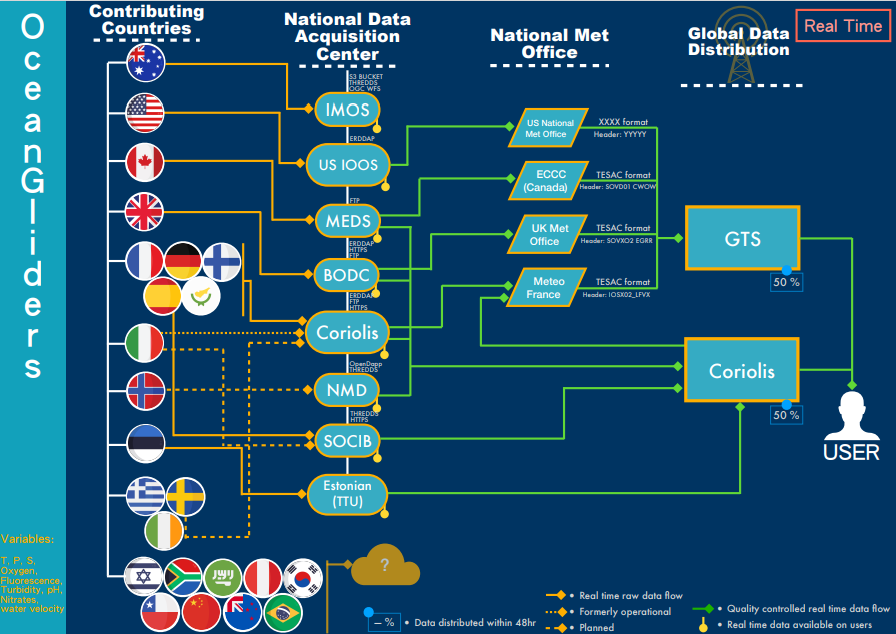 OceanGliders
Contributing
Countries
National Data
Acquisition
Center
National Met
Office
Global Data
Distribution
Real Time
S3 BUCKET
THREDDS
OGC WFS
IMOS
ERDDAP
US IOOS
FTP
MEDS
ERDDAP
HTTPS
FTP
BODC
ERDDAP
FTP
HTTPS
Coriolis
OpenDapp
THREDDS
NMD
THREDDS
HTTPS
SOCIB
Estonian
(TTU)
?
US National
Met Office
XXXX format
Header: YYYYY
ECCC
(Canada)
TESAC format
Header: SOVD01 CWOW
UK Met
Office
TESAC format
Header: SOVXO2 EGRR
Meteo
France
TESAC format
Header: IOSX02_LFVX
GTS
50 %
Coriolis
50 %
USER
Variables:
T, P, S,
Oxygen,
Fluorescence,
Turbidity, pH,
Nitrates,
water velocity
– %
• Data distributed within 48hr
• Real time raw data flow
• Formerly operational
• Planned
• Quality controlled real time data flow
• Real time data available on users